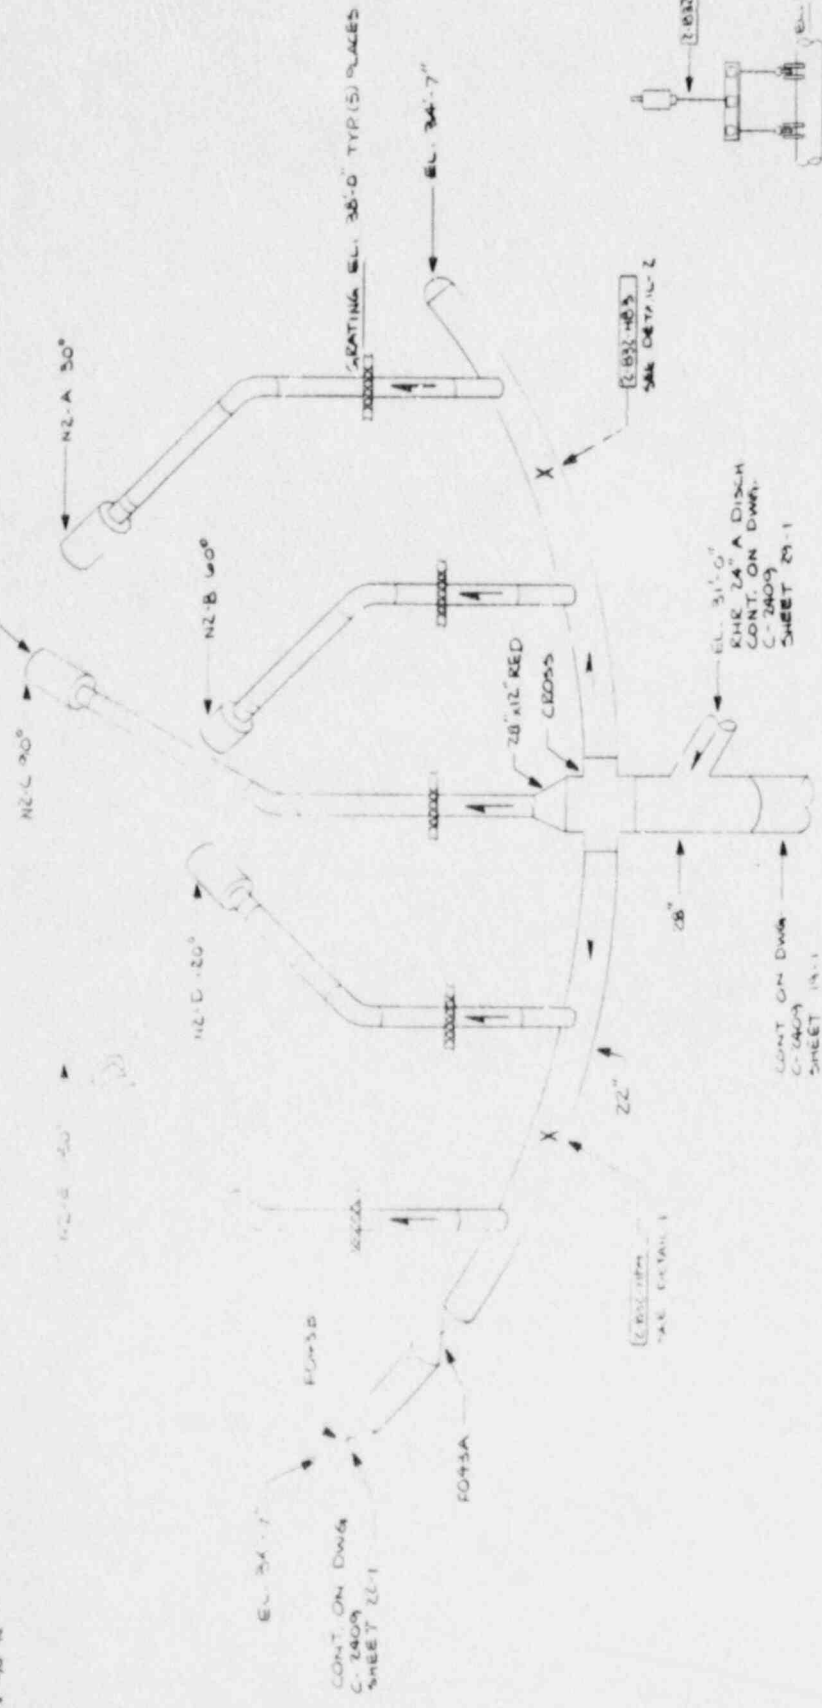 N2-A 30°
N2-C 90°
N2-B 60°
N2-D 120°
GRATING EL. 38'-0" TYP (5) PLACES
EL. 34'-7"
SEE DETAIL-2
28"x12" RED
CROSS
EL. 31'-0"
RHR 24" A DISCH
CONT. ON DWG.
C-2409
SHEET 29-1
28"
CONT ON DWG
C-2409
SHEET 19-1
22"
SEE DETAIL 1
F043B
F043A
EL. 34'-7"
CONT. ON DWG
C-2409
SHEET 22-1
EL.